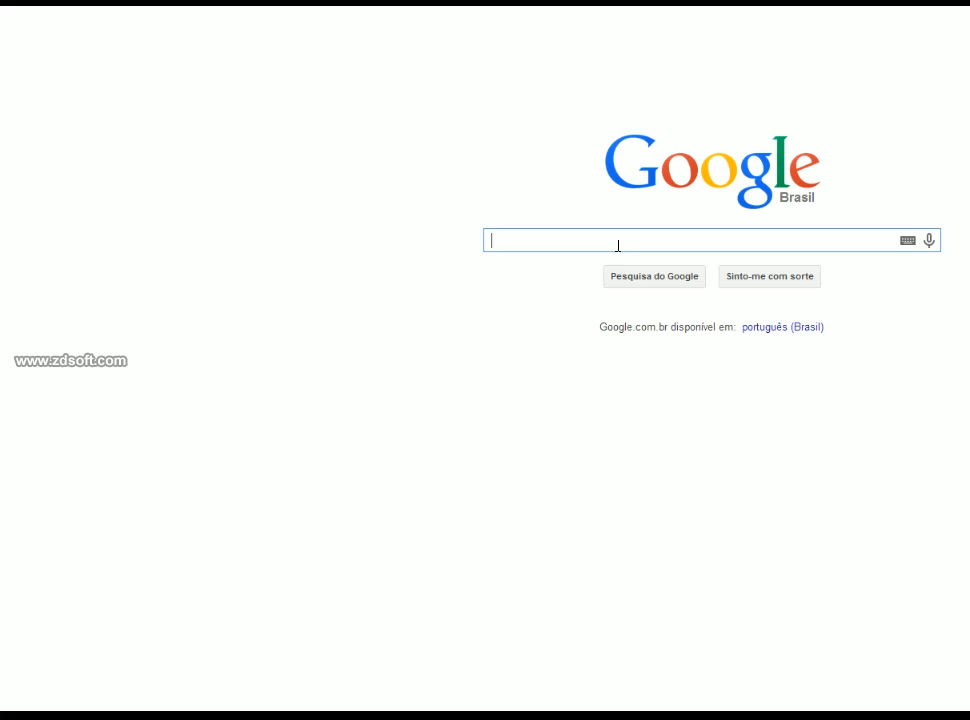 Google
Brasil
Pesquisa do Google Sinto-me com sorte
Google.com.br disponível em: português (Brasil)
www.zdsoft.com